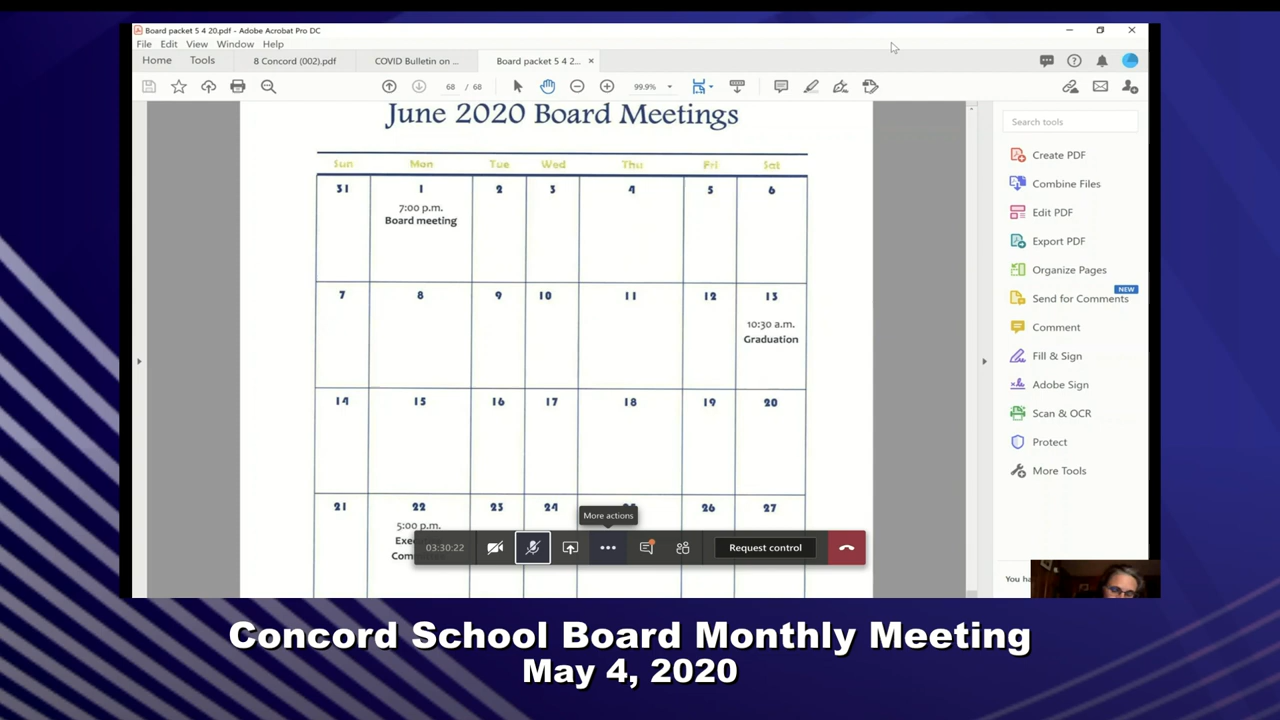 Board packet 5 4 20.pdf - Adobe Acrobat Pro DC
File Edit View Window Help
Home Tools 8 Concord (002).pdf COVID Bulletin on ... Board packet 5 4 2... ×
68 / 68 99.9%
June 2020 Board Meetings
Sun Mon Tue Wed Thu Fri Sat
31 1 2 3 4 5 6
7:00 p.m.
Board meeting
7 8 9 10 11 12 13
10:30 a.m.
Graduation
14 15 16 17 18 19 20
21 22 23 24 26 27
5:00 p.m.
More actions
03:30:22 Request control
Search tools
Create PDF
Combine Files
Edit PDF
Export PDF
Organize Pages
NEW
Send for Comments
Comment
Fill & Sign
Adobe Sign
Scan & OCR
Protect
More Tools
Concord School Board Monthly Meeting
May 4, 2020